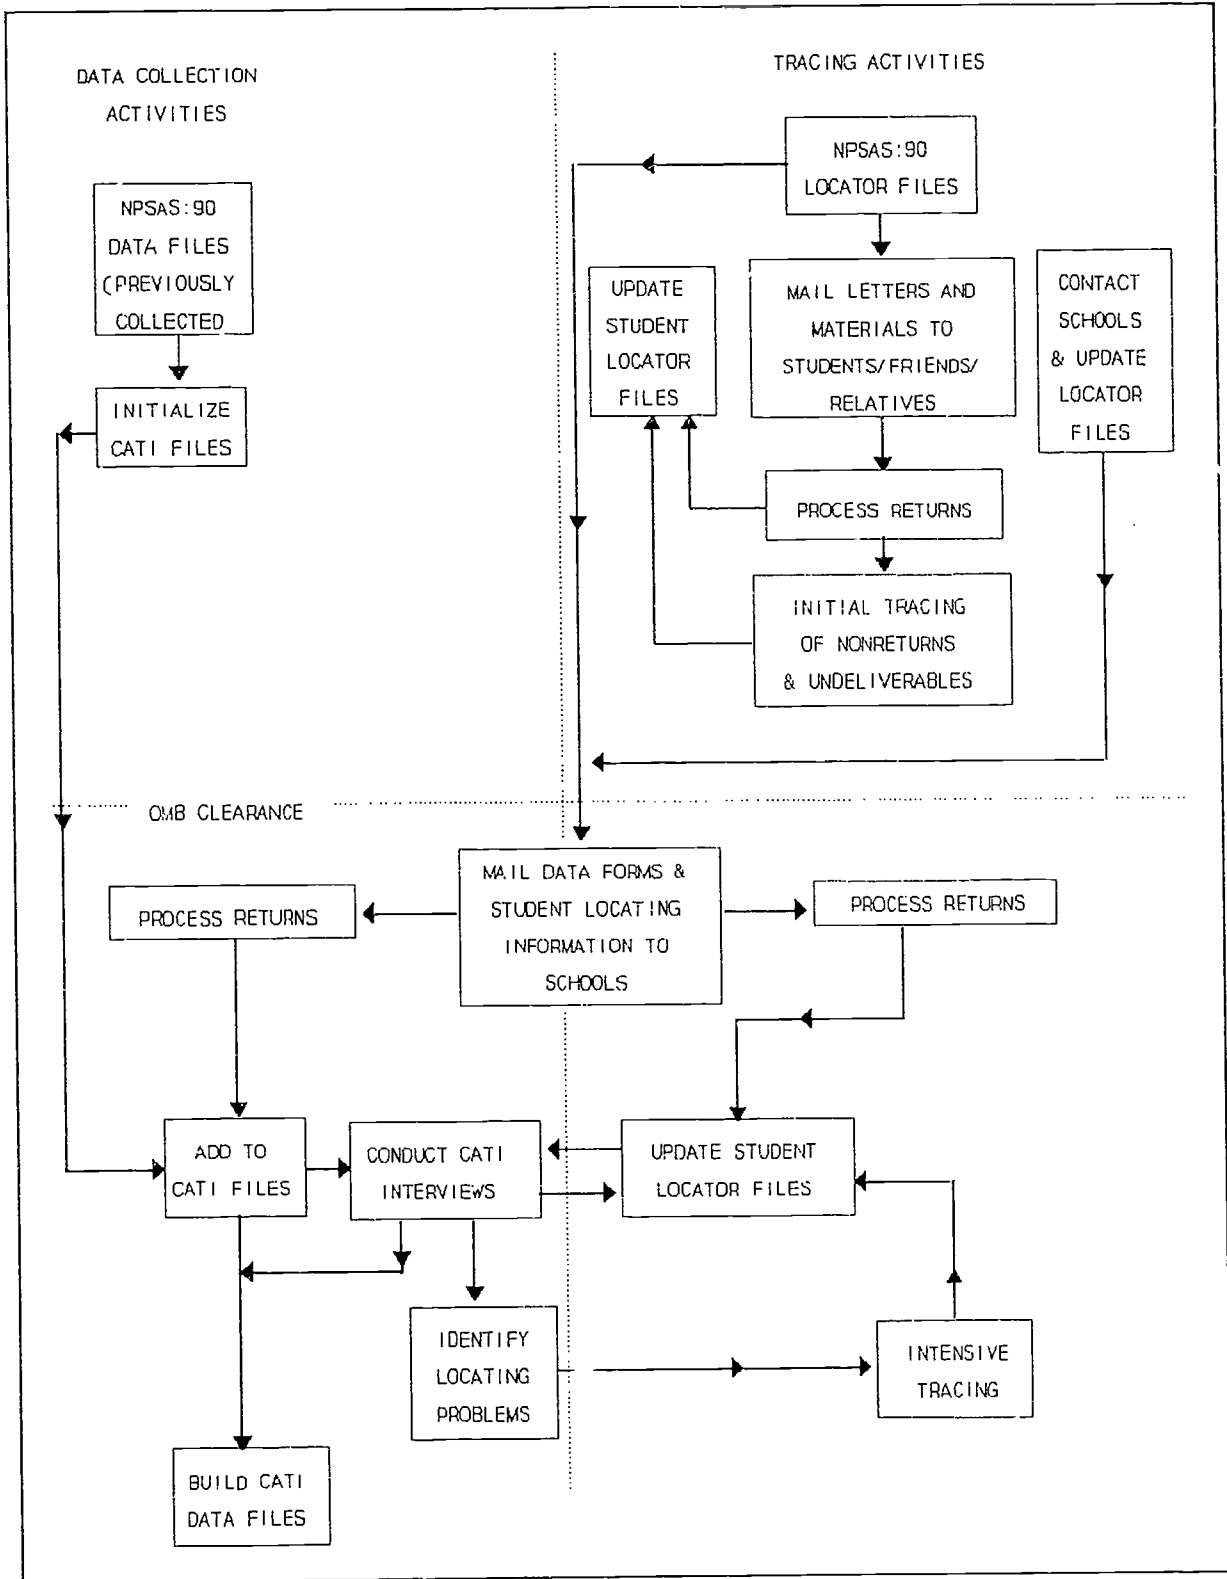 DATA COLLECTION
ACTIVITIES
TRACING ACTIVITIES
NPSAS:90
LOCATOR FILES
NPSAS:90
DATA FILES
(PREVIOUSLY
COLLECTED
UPDATE
STUDENT
LOCATOR
FILES
MAIL LETTERS AND
MATERIALS TO
STUDENTS/FRIENDS/
RELATIVES
CONTACT
SCHOOLS
& UPDATE
LOCATOR
FILES
INITIALIZE
CATI FILES
PROCESS RETURNS
INITIAL TRACING
OF NONRETURNS
& UNDELIVERABLES
OMB CLEARANCE
MAIL DATA FORMS &
STUDENT LOCATING
INFORMATION TO
SCHOOLS
PROCESS RETURNS
PROCESS RETURNS
ADD TO
CATI FILES
CONDUCT CATI
INTERVIEWS
UPDATE STUDENT
LOCATOR FILES
IDENTIFY
LOCATING
PROBLEMS
INTENSIVE
TRACING
BUILD CATI
DATA FILES